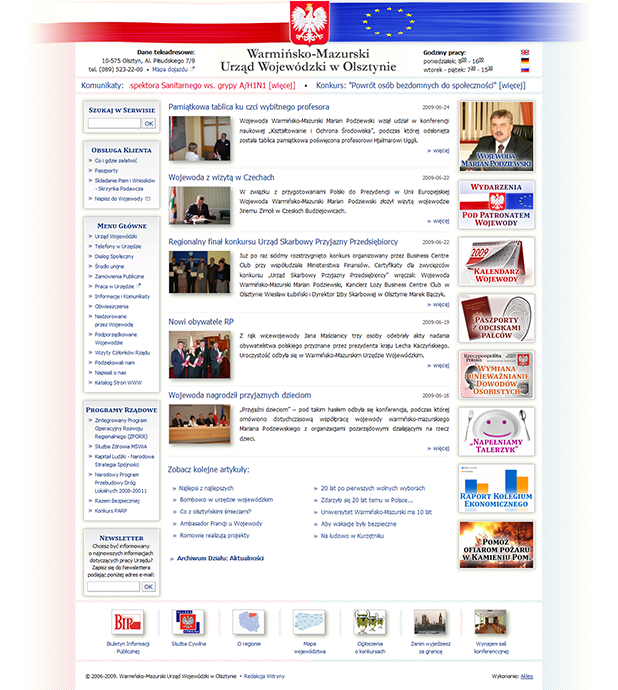 Dane teleadresowe:
10-575 Olsztyn, Al. Piłsudskiego 7/9
tel. (089) 523-22-00 • Mapa dojazdu
Warmińsko-Mazurski
Urząd Wojewódzki w Olsztynie
Godziny pracy:
poniedziałek: 8:00 - 16:00
wtorek - piątek: 7:30 - 15:30
Komunikaty: spektora Sanitarnego ws. grypy A/H1N1 [więcej] • Konkurs: "Powrót osób bezdomnych do społeczności" [więcej]
Szukaj w Serwisie
OK
Obsługa Klienta
» Co i gdzie załatwić
» Paszporty
» Składanie Pism i Wniosków
- Skrzynka Podawcza
» Napisz do Wojewody
Menu Główne
» Urząd Wojewódzki
» Telefony w Urzędzie
» Dialog Społeczny
» Środki unijne
» Zamówienia Publiczne
» Praca w Urzędzie
» Informacje i Komunikaty
» Obwieszczenia
» Nadzorowane
przez Wojewodę
» Podporządkowane
Wojewodzie
» Wizyty Członków Rządu
» Podziękowali nam
» Napisali o nas
» Katalog Stron WWW
Programy Rządowe
» Zintegrowany Program
Operacyjny Rozwoju
Regionalnego (ZPORR)
» Służba Zdrowia MSWiA
» Kapitał Ludzki - Narodowa
Strategia Spójności
» Narodowy Program
Przebudowy Dróg
Lokalnych 2008-2011
» Razem Bezpieczniej
» Konkurs PARP
Newsletter
Chcesz być informowany
o najnowszych informacjach
dotyczących pracy Urzędu?
Zapisz się do Newslettera
podając poniżej adres e-mail:
OK
Pamiątkowa tablica ku czci wybitnego profesora 2009-06-24
Wojewoda Warmińsko-Mazurski Marian Podziewski wziął udział w konferencji
naukowej „Kształtowanie i Ochrona Środowiska”, podczas której odsłonięta
została tablica pamiątkowa poświęcona profesorowi Hjalmarowi Uggli.
» więcej
Wojewoda z wizytą w Czechach 2009-06-22
W związku z przygotowaniami Polski do Prezydencji w Unii Europejskiej
Wojewoda Warmińsko-Mazurski Marian Podziewski złożył wizytę wojewodzie
Jiriemu Zimoli w Czeskich Budziejowicach.
» więcej
Regionalny finał konkursu Urząd Skarbowy Przyjazny Przedsiębiorcy 2009-06-22
Już po raz siódmy rozstrzygnięto konkurs organizowany przez Business Centre
Club przy współudziale Ministerstwa Finansów. Certyfikaty dla zwycięzców
konkursu „Urząd Skarbowy Przyjazny Przedsiębiorcy” wręczali: Wojewoda
Warmińsko-Mazurski Marian Podziewski, Kanclerz Loży Business Centre Club w
Olsztynie Wiesław Łubiński i Dyrektor Izby Skarbowej w Olsztynie Marek Bączyk.
» więcej
Nowi obywatele RP 2009-06-19
Z rąk wicewojewody Jana Maścianicy trzy osoby odebrały akty nadania
obywatelstwa polskiego przyznane przez prezydenta kraju Lecha Kaczyńskiego.
Uroczystość odbyła się w Warmińsko-Mazurskim Urzędzie Wojewódzkim.
» więcej
Wojewoda nagrodził przyjaznych dzieciom 2009-06-16
„Przyjaźni dzieciom” – pod takim hasłem odbyła się konferencja, podczas której
omówiono dotychczasową współpracę wojewody warmińsko-mazurskiego
Mariana Podziewskiego z organizacjami pozarządowymi działającymi na rzecz
dzieci.
» więcej
Zobacz kolejne artykuły:
» Najlepsi z najlepszych
» Bombowo w urzędzie wojewódzkim
» Co z olsztyńskimi śmieciami?
» Ambasador Francji u Wojewody
» Romowie realizują projekty
» 20 lat po pierwszych wolnych wyborach
» Zdarzyło się 20 lat temu w Polsce...
» Uniwersytet Warmińsko-Mazurski ma 10 lat
» Aby wakacje były bezpieczne
» Na ludowo w Kurzętniku
» Archiwum Działu: Aktualności
Wojewoda
Marian Podziewski
Wydarzenia
Pod Patronatem
Wojewody
2009
Kalendarz
Wojewody
Paszporty
z odciskami
palców
Rzeczpospolita
Polska
Wymiana
i unieważnianie
Dowodów
Osobistych
„Napełniamy
Talerzyk”
Raport Kolegium
Ekonomicznego
Pomóż
ofiarom pożaru
w Kamieniu Pom.
BIP
Biuletyn Informacji
Publicznej
Służba Cywilna
O regionie
Mapa
województwa
Ogłoszenia
o konkursach
Zanim wyjedziesz
za granicę
Wynajem sali
konferencyjnej
© 2006-2009. Warmińsko-Mazurski Urząd Wojewódzki w Olsztynie • Redakcja Witryny
Wykonanie: Aldeo